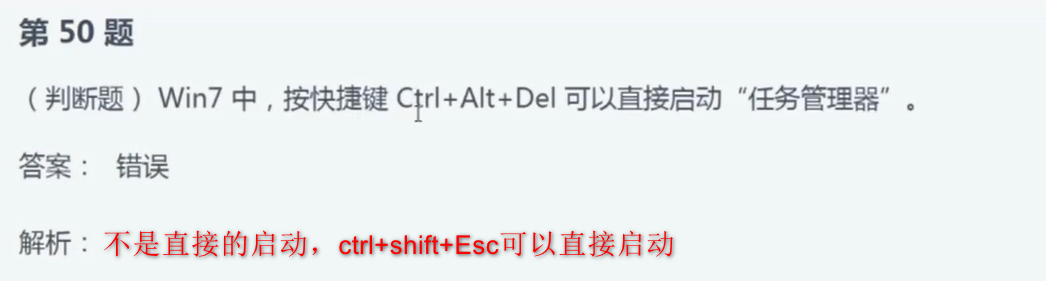 第 50 题
（判断题）Win7 中，按快捷键 Ctrl+Alt+Del 可以直接启动“任务管理器”。
答案： 错误
解析：不是直接的启动，ctrl+shift+Esc可以直接启动